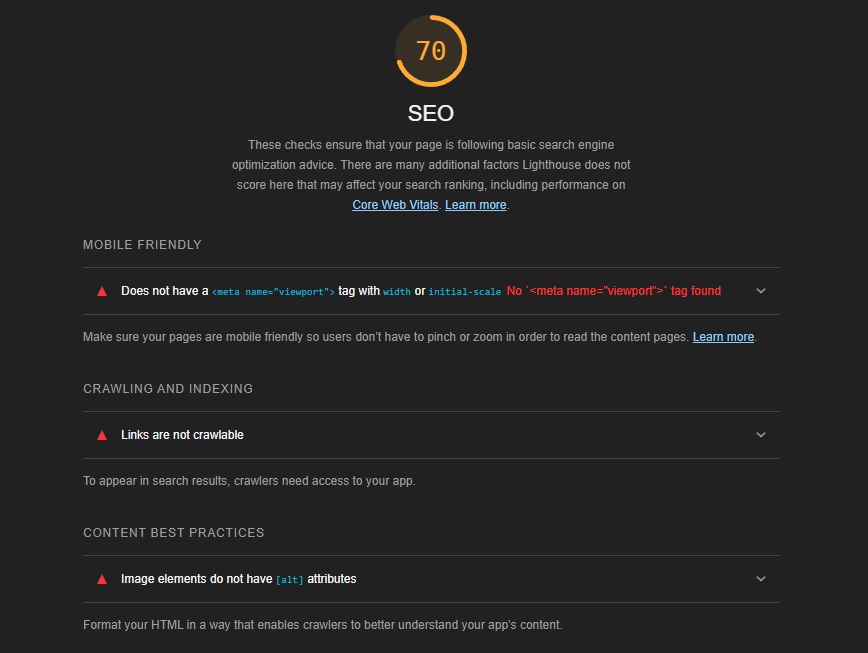 70
SEO
These checks ensure that your page is following basic search engine
optimization advice. There are many additional factors Lighthouse does not
score here that may affect your search ranking, including performance on
Core Web Vitals. Learn more.
MOBILE FRIENDLY
Does not have a <meta name="viewport"> tag with width or initial-scale No `<meta name="viewport">` tag found
Make sure your pages are mobile friendly so users don't have to pinch or zoom in order to read the content pages. Learn more.
CRAWLING AND INDEXING
Links are not crawlable
To appear in search results, crawlers need access to your app.
CONTENT BEST PRACTICES
Image elements do not have [alt] attributes
Format your HTML in a way that enables crawlers to better understand your app's content.